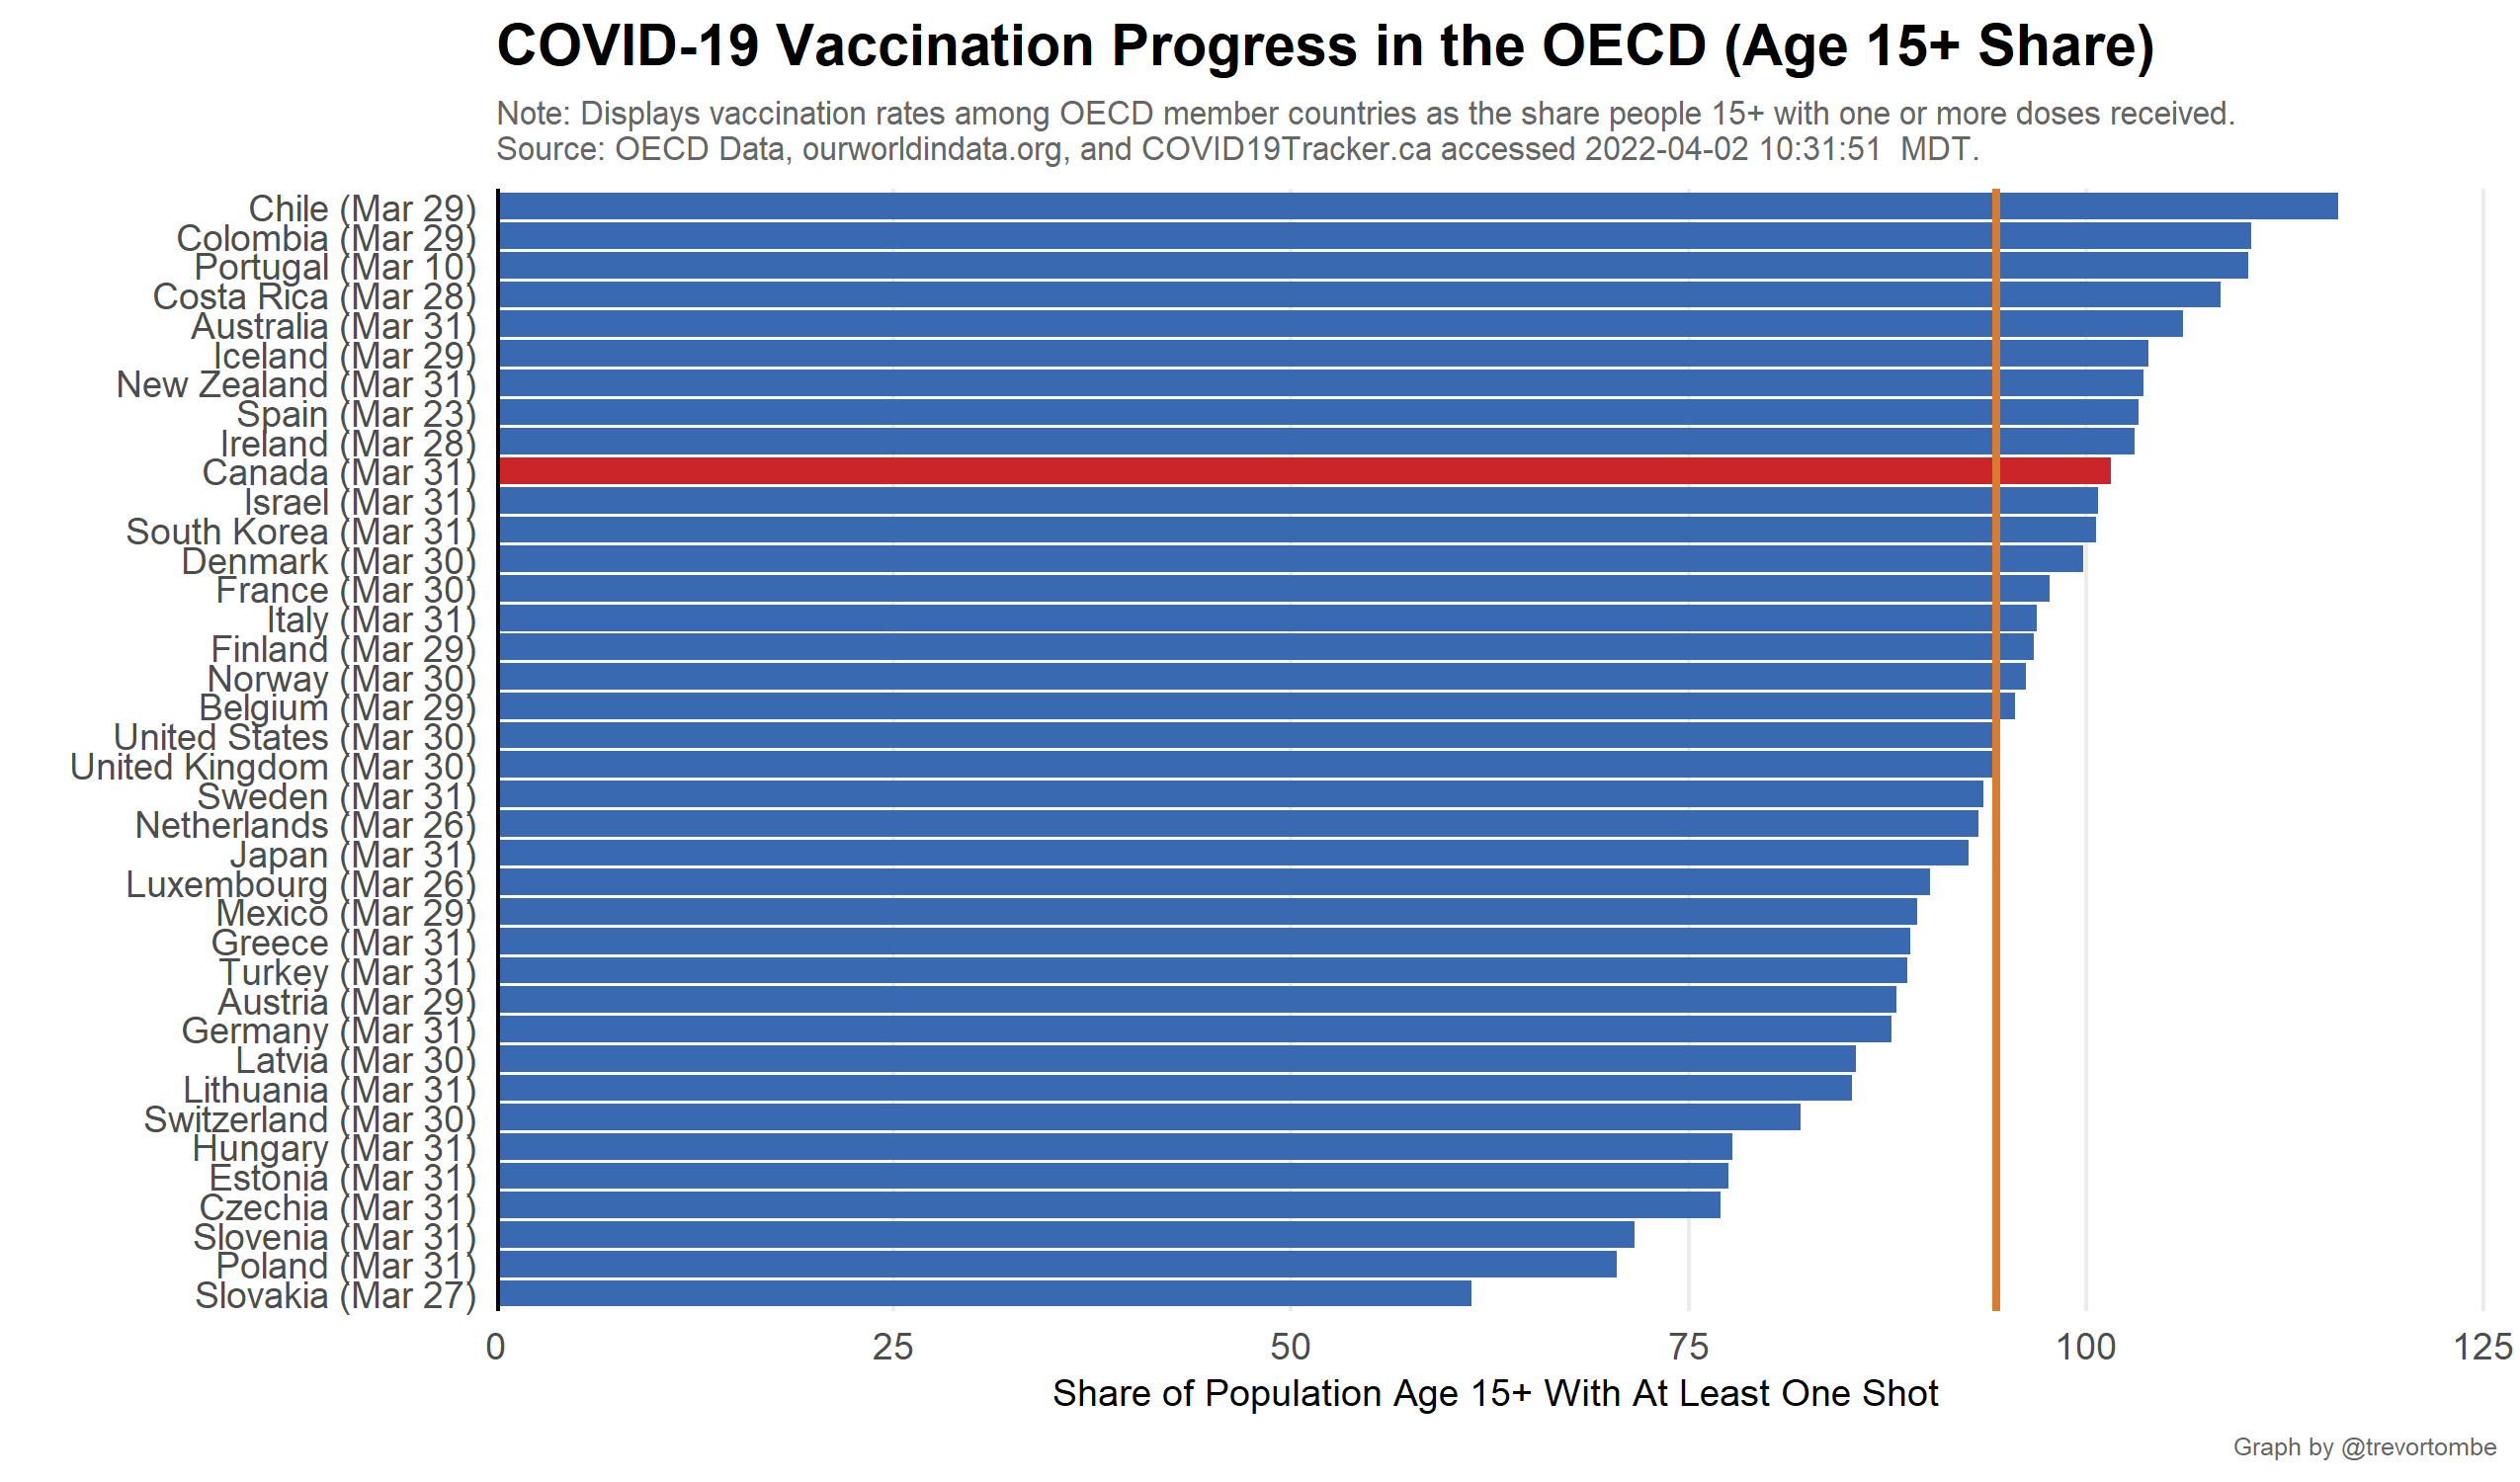 COVID-19 Vaccination Progress in the OECD (Age 15+ Share)
Note: Displays vaccination rates among OECD member countries as the share people 15+ with one or more doses received.
Source: OECD Data, ourworldindata.org, and COVID19Tracker.ca accessed 2022-04-02 10:31:51  MDT.
Chile (Mar 29)
Colombia (Mar 29)
Portugal (Mar 10)
Costa Rica (Mar 28)
Australia (Mar 31)
Iceland (Mar 29)
New Zealand (Mar 31)
Spain (Mar 23)
Ireland (Mar 28)
Canada (Mar 31)
Israel (Mar 31)
South Korea (Mar 31)
Denmark (Mar 30)
France (Mar 30)
Italy (Mar 31)
Finland (Mar 29)
Norway (Mar 30)
Belgium (Mar 29)
United States (Mar 30)
United Kingdom (Mar 30)
Sweden (Mar 31)
Netherlands (Mar 26)
Japan (Mar 31)
Luxembourg (Mar 26)
Mexico (Mar 29)
Greece (Mar 31)
Turkey (Mar 31)
Austria (Mar 29)
Germany (Mar 31)
Latvia (Mar 30)
Lithuania (Mar 31)
Switzerland (Mar 30)
Hungary (Mar 31)
Estonia (Mar 31)
Czechia (Mar 31)
Slovenia (Mar 31)
Poland (Mar 31)
Slovakia (Mar 27)
0 25 50 75 100 125
Share of Population Age 15+ With At Least One Shot
Graph by @trevortombe